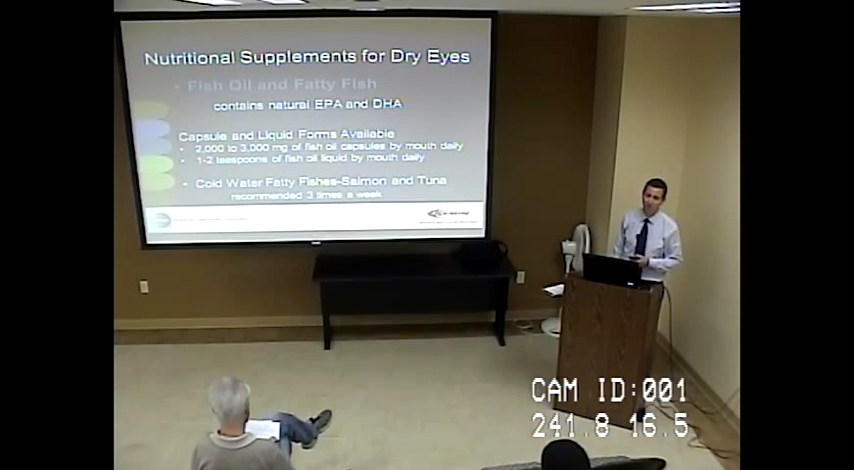 Nutritional Supplements for Dry Eyes
• Fish Oil and Fatty Fish
contains natural EPA and DHA
Capsule and Liquid Forms Available
• 2,000 to 3,000 mg of fish oil capsules by mouth daily
• 1-2 teaspoons of fish oil liquid by mouth daily
• Cold Water Fatty Fishes-Salmon and Tuna
recommended 3 times a week
CAM ID:001
241.8 16.5